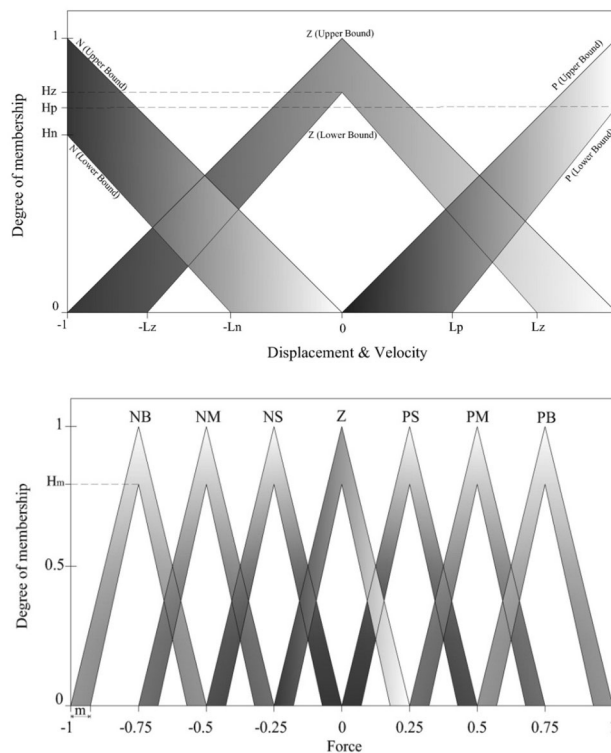 Degree of membership
1
Hz
Hp
Hn
0
N (Upper Bound)
N (Lower Bound)
Z (Upper Bound)
Z (Lower Bound)
P (Upper Bound)
P (Lower Bound)
-1 -Lz -Ln 0 Lp Lz
Displacement & Velocity
NB NM NS Z PS PM PB
Degree of membership
1
Hm
0.5
0
m
-1 -0.75 -0.5 -0.25 0 0.25 0.5 0.75 1
Force